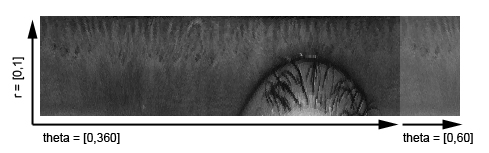 r = [0,1]
theta = [0,360]
theta = [0,60]